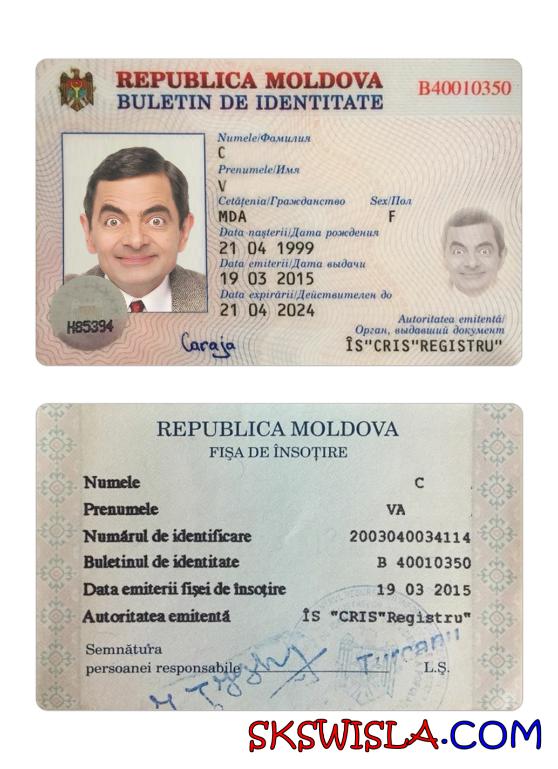 REPUBLICA MOLDOVA
BULETIN DE IDENTITATE
B40010350
Numele/Фамилия
C
Prenumele/Имя
V
Cetăţenia/Гражданство Sex/Пол
MDA F
Data naşterii/Дата рождения
21 04 1999
Data emiterii/Дата выдачи
19 03 2015
Data expirării/Действителен до
21 04 2024
Autoritatea emitentă/
Орган, выдавший документ
ÎS"CRIS"REGISTRU"
H85394
Caraja
REPUBLICA MOLDOVA
FIŞA DE ÎNSOŢIRE
Numele C
Prenumele VA
Numărul de identificare 2003040034114
Buletinul de identitate B 40010350
Data emiterii fişei de însoţire 19 03 2015
Autoritatea emitentă ÎS "CRIS"Registru"
Semnătura
persoanei responsabile L.Ş.
Ţurcanu
SKSWISLA.COM